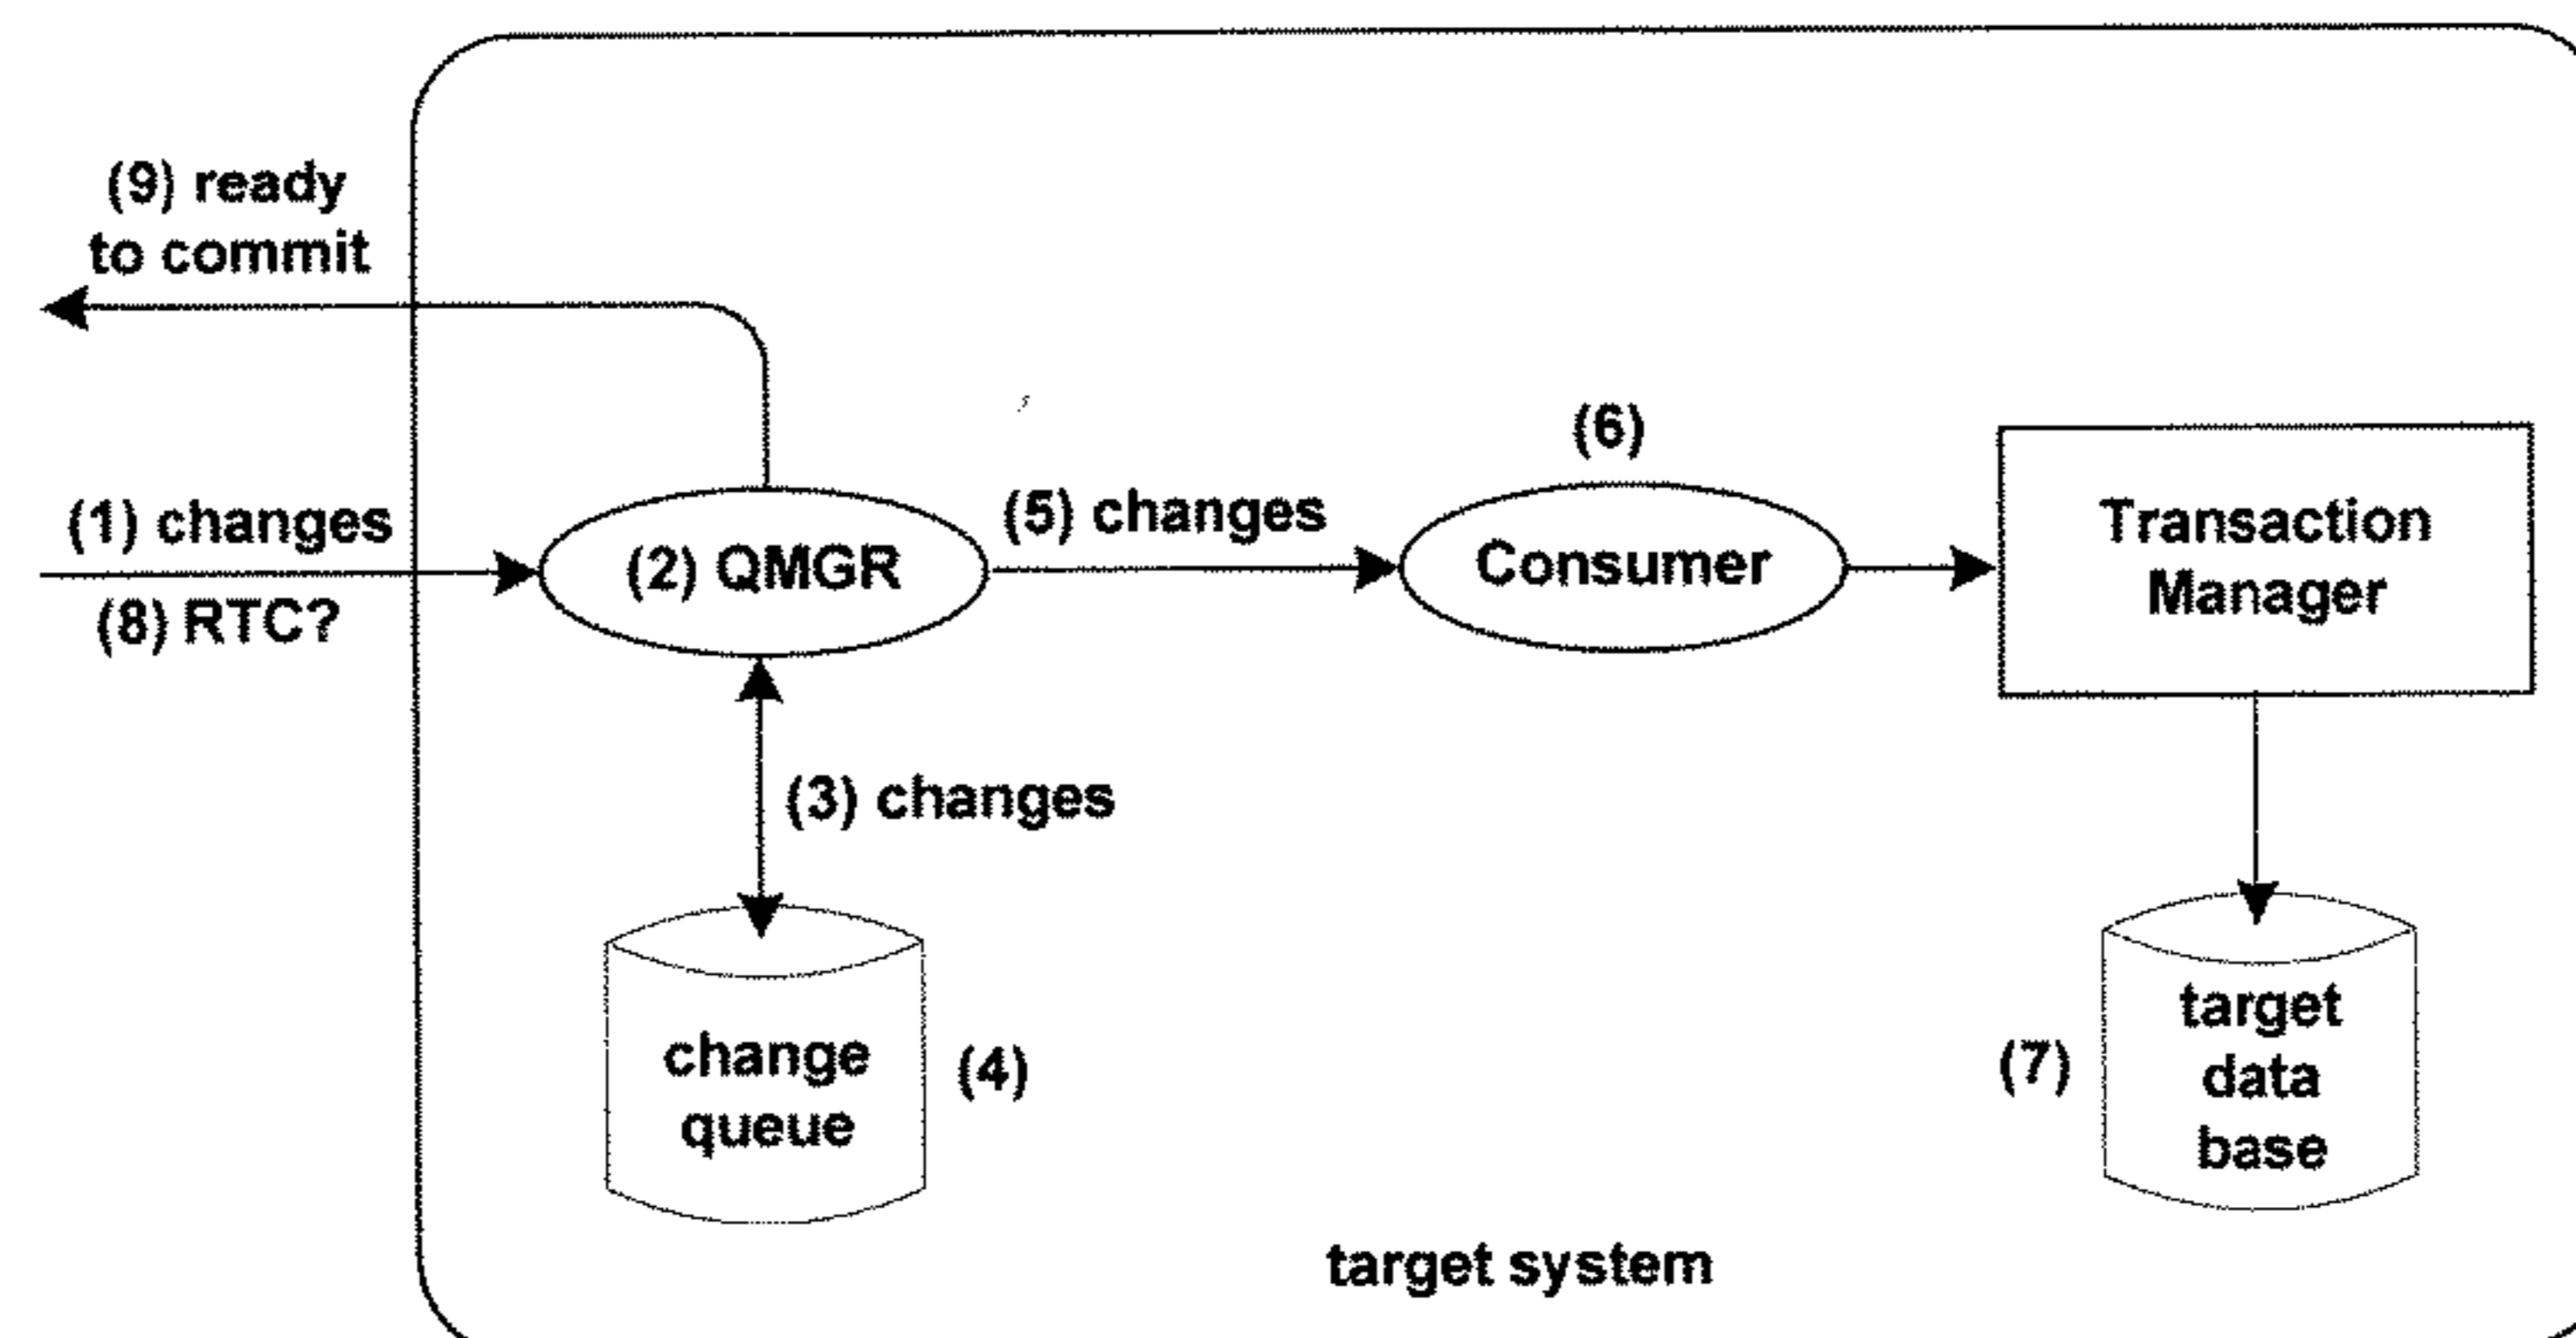 (9) ready
to commit
(1) changes
(8) RTC?
(2) QMGR
(5) changes
(6)
Consumer
Transaction
Manager
(3) changes
change
queue
(4)
(7)
target
data
base
target system